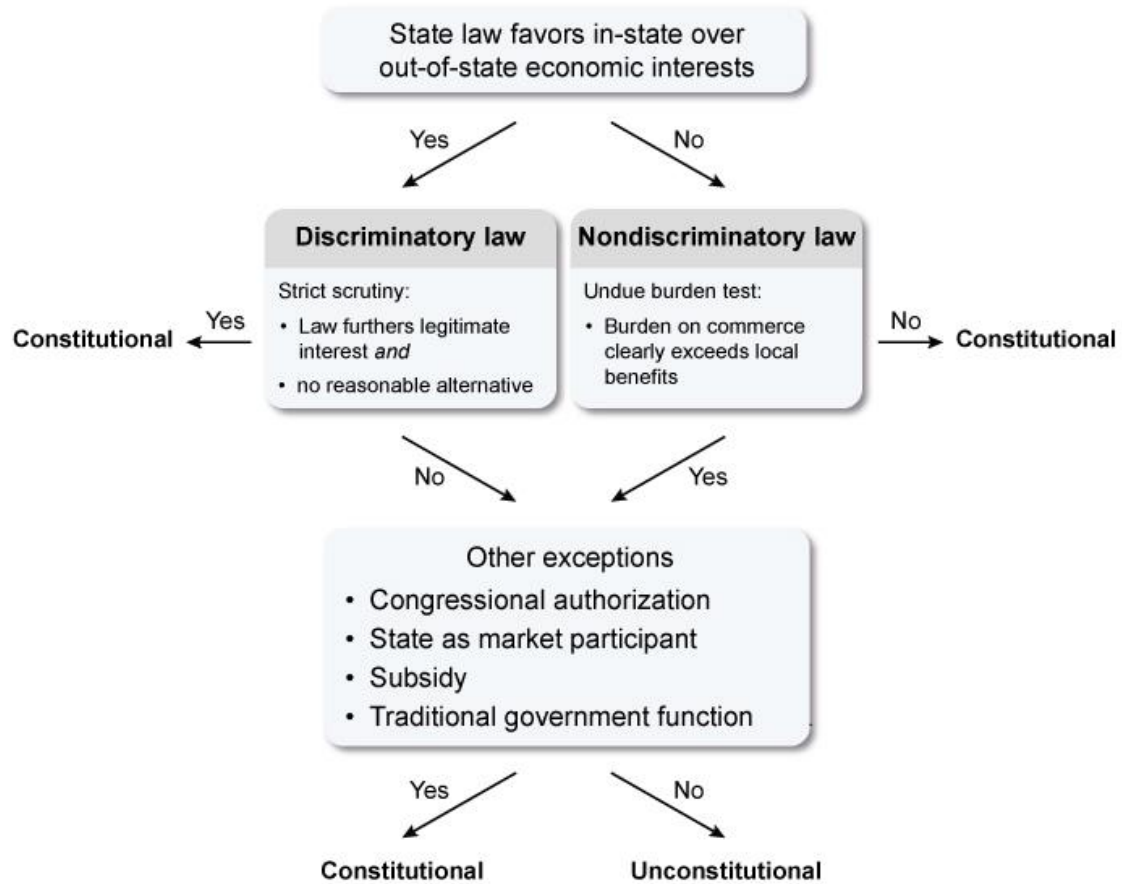 State law favors in-state over
out-of-state economic interests
Yes
No
Discriminatory law
Strict scrutiny:
• Law furthers legitimate
interest and
• no reasonable alternative
Nondiscriminatory law
Undue burden test:
• Burden on commerce
clearly exceeds local
benefits
Yes
Constitutional
No
Constitutional
No
Yes
Other exceptions
• Congressional authorization
• State as market participant
• Subsidy
• Traditional government function
Yes
No
Constitutional
Unconstitutional